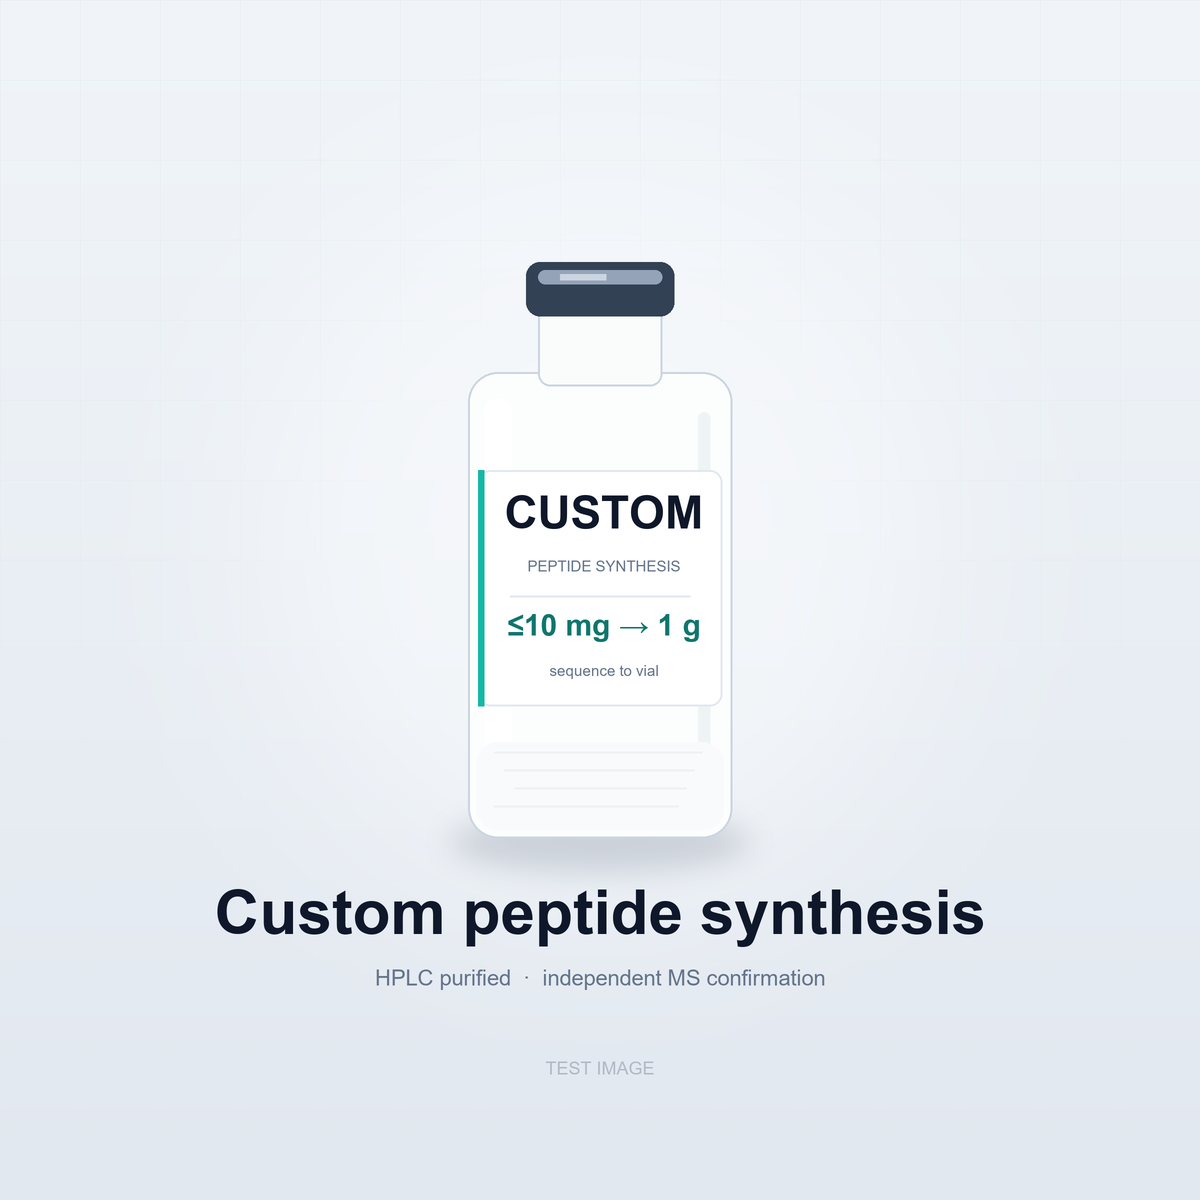 CUSTOM
PEPTIDE SYNTHESIS
≤10 mg → 1 g
sequence to vial
Custom peptide synthesis
HPLC purified · independent MS confirmation
TEST IMAGE